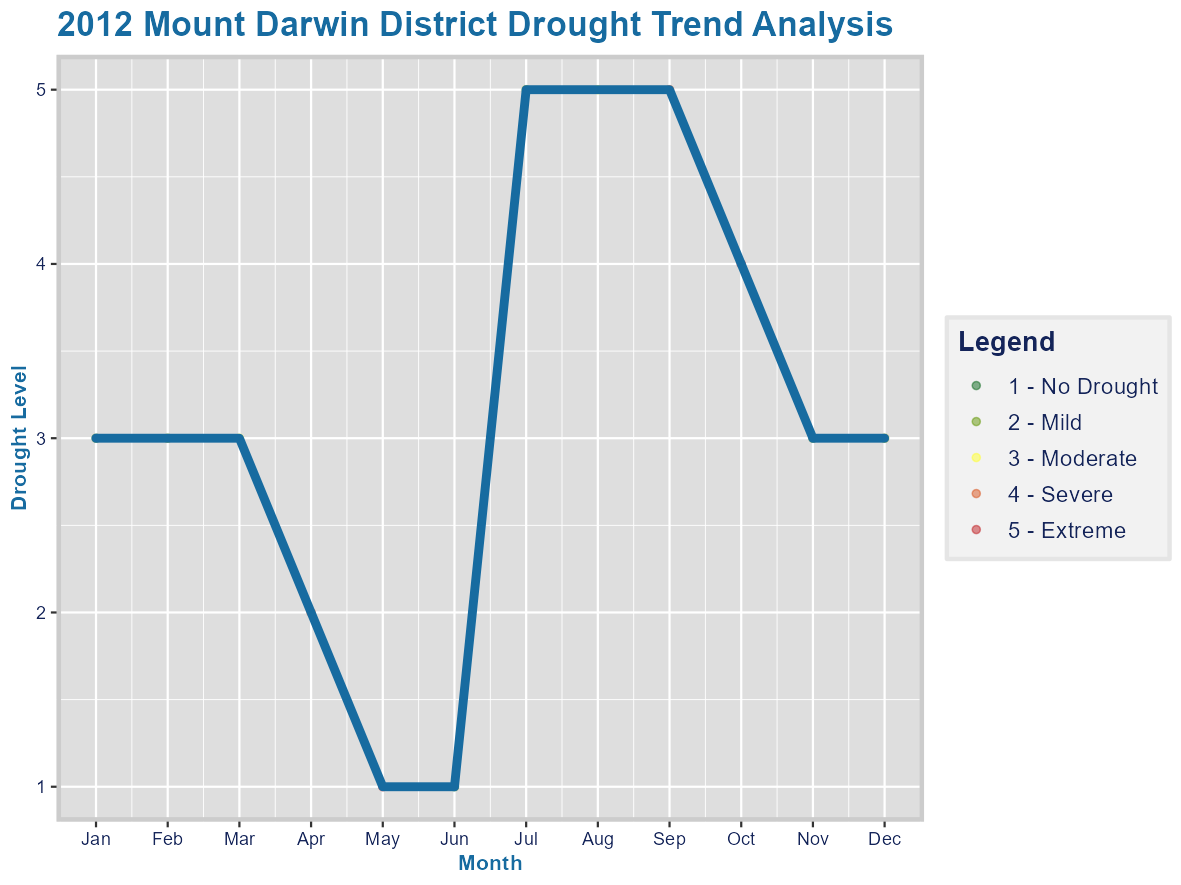 2012 Mount Darwin District Drought Trend Analysis
Drought Level
5
4
3
2
1
Jan Feb Mar Apr May Jun Jul Aug Sep Oct Nov Dec
Month
Legend
1 - No Drought
2 - Mild
3 - Moderate
4 - Severe
5 - Extreme